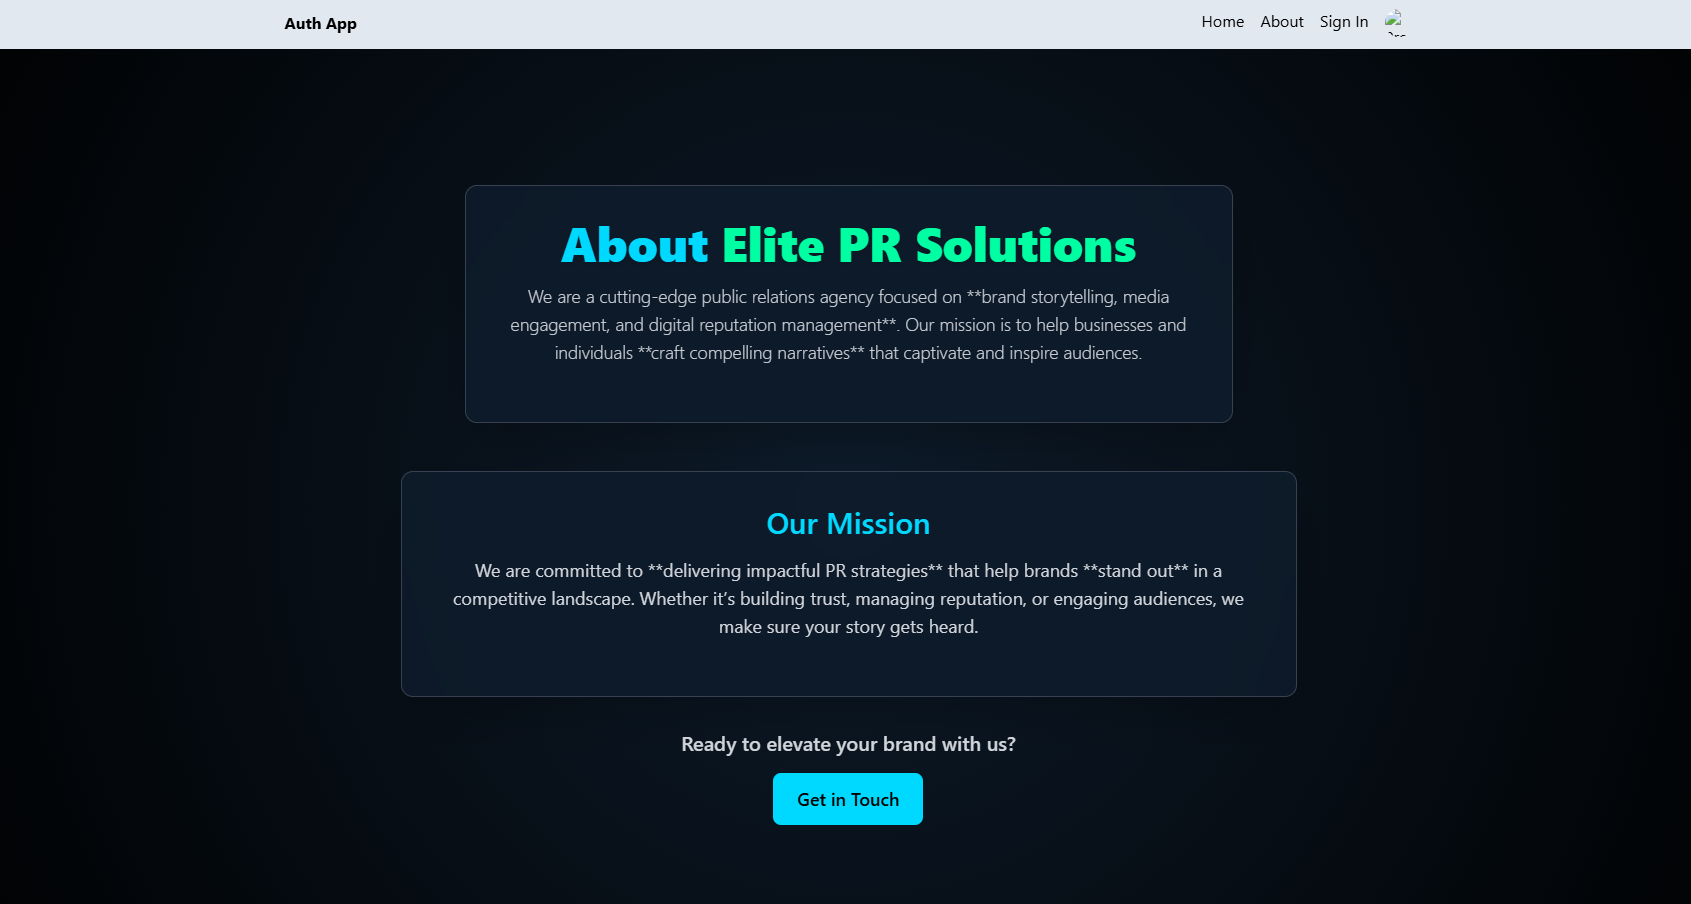 Auth App
Home About Sign In
About Elite PR Solutions
We are a cutting-edge public relations agency focused on **brand storytelling, media
engagement, and digital reputation management**. Our mission is to help businesses and
individuals **craft compelling narratives** that captivate and inspire audiences.
Our Mission
We are committed to **delivering impactful PR strategies** that help brands **stand out** in a
competitive landscape. Whether it’s building trust, managing reputation, or engaging audiences, we
make sure your story gets heard.
Ready to elevate your brand with us?
Get in Touch